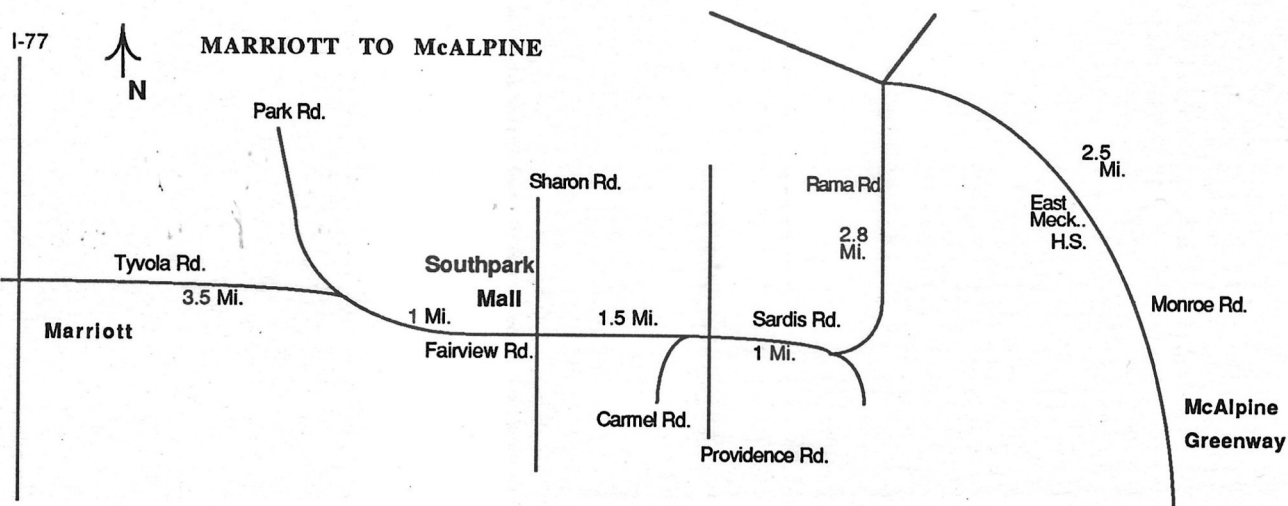 I-77
MARRIOTT TO McALPINE
N
Park Rd.
2.5
Mi.
Sharon Rd.
Rama Rd
East
Meck..
H.S.
2.8
Mi.
Tyvola Rd.
Southpark
Mall
3.5 Mi.
Marriott
1 Mi.
1.5 Mi.
Sardis Rd.
Monroe Rd.
Fairview Rd.
1 Mi.
Carmel Rd.
McAlpine
Greenway
Providence Rd.